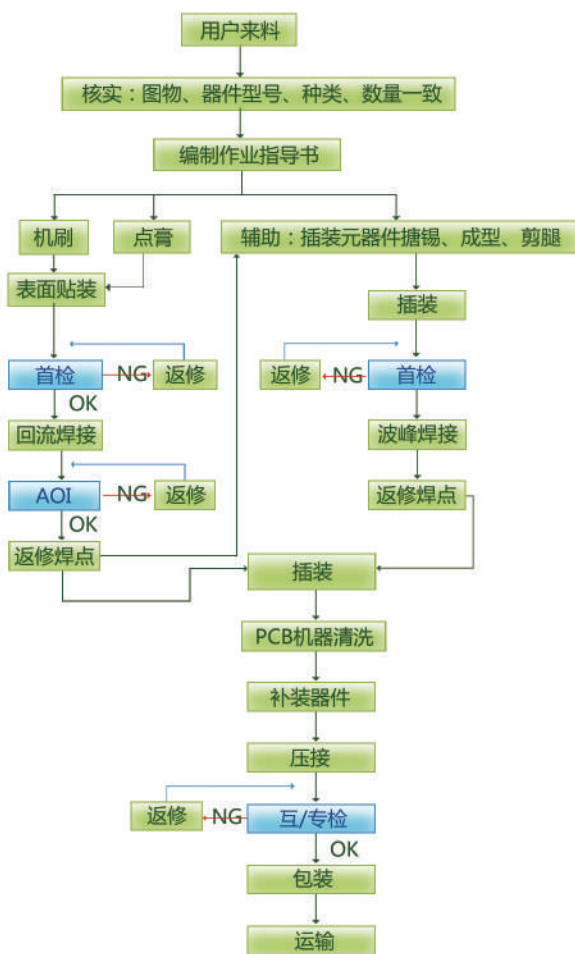 用户来料
核实：图物、器件型号、种类、数量一致
编制作业指导书
机刷
点膏
辅助：插装元器件搪锡、成型、剪腿
表面贴装
插装
首检
NG
返修
返修
NG
首检
OK
回流焊接
波峰焊接
AOI
NG
返修
返修焊点
OK
返修焊点
插装
PCB机器清洗
补装器件
压接
返修
NG
互/专检
OK
包装
运输